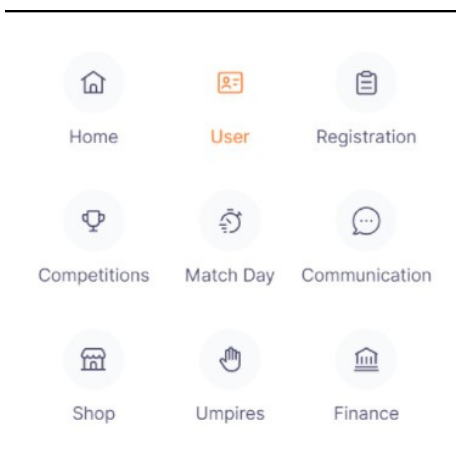 Home
User
Registration
Competitions
Match Day
Communication
Shop
Umpires
Finance